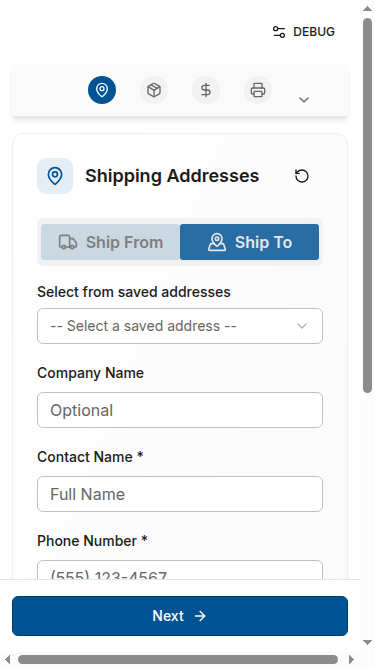 DEBUG
Shipping Addresses
Ship From
Ship To
Select from saved addresses
-- Select a saved address --
Company Name
Optional
Contact Name *
Full Name
Phone Number *
(555) 123-4567
Next